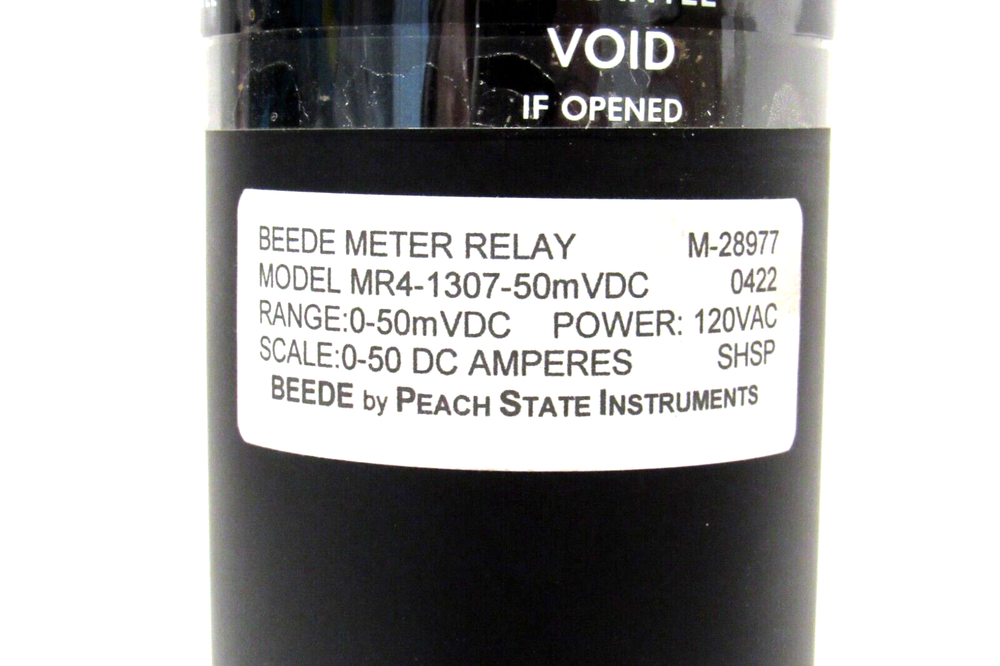 VOID
IF OPENED
BEEDE METER RELAY M-28977
MODEL MR4-1307-50mVDC 0422
RANGE:0-50mVDC POWER: 120VAC
SCALE:0-50 DC AMPERES SHSP
BEEDE by PEACH STATE INSTRUMENTS